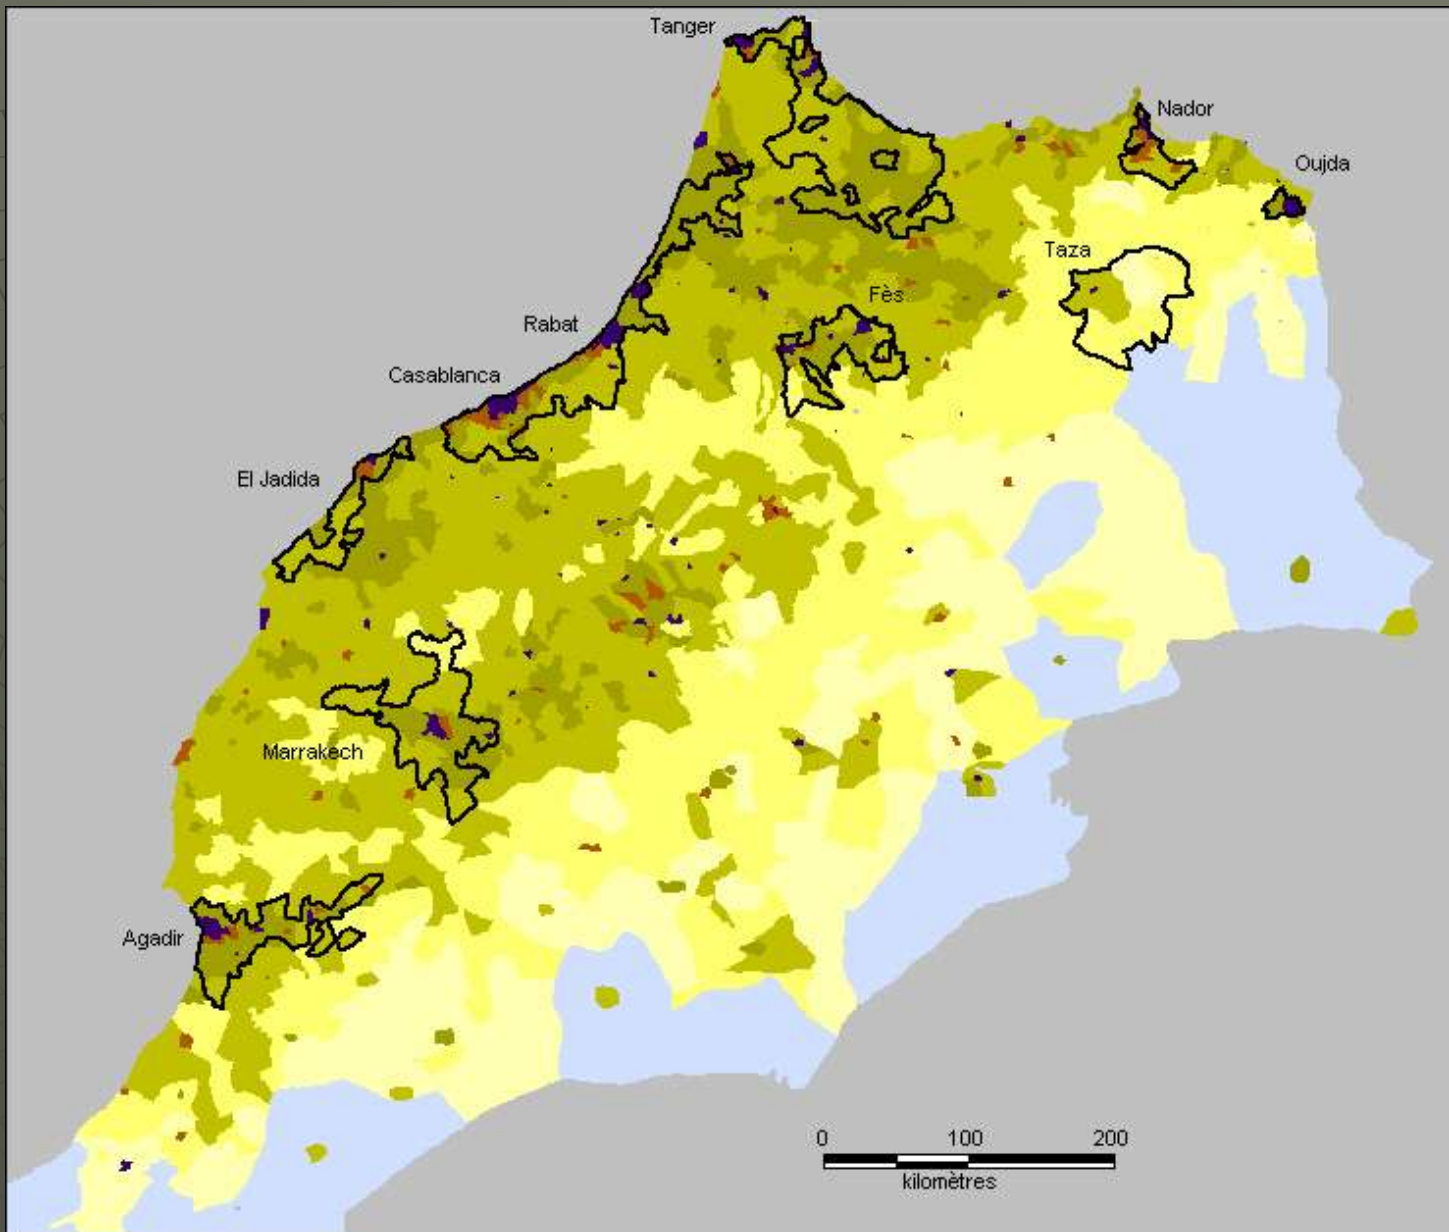 Tanger
Nador
Oujda
Taza
Fès
Rabat
Casablanca
El Jadida
Marrakech
Agadir
0 100 200
kilomètres